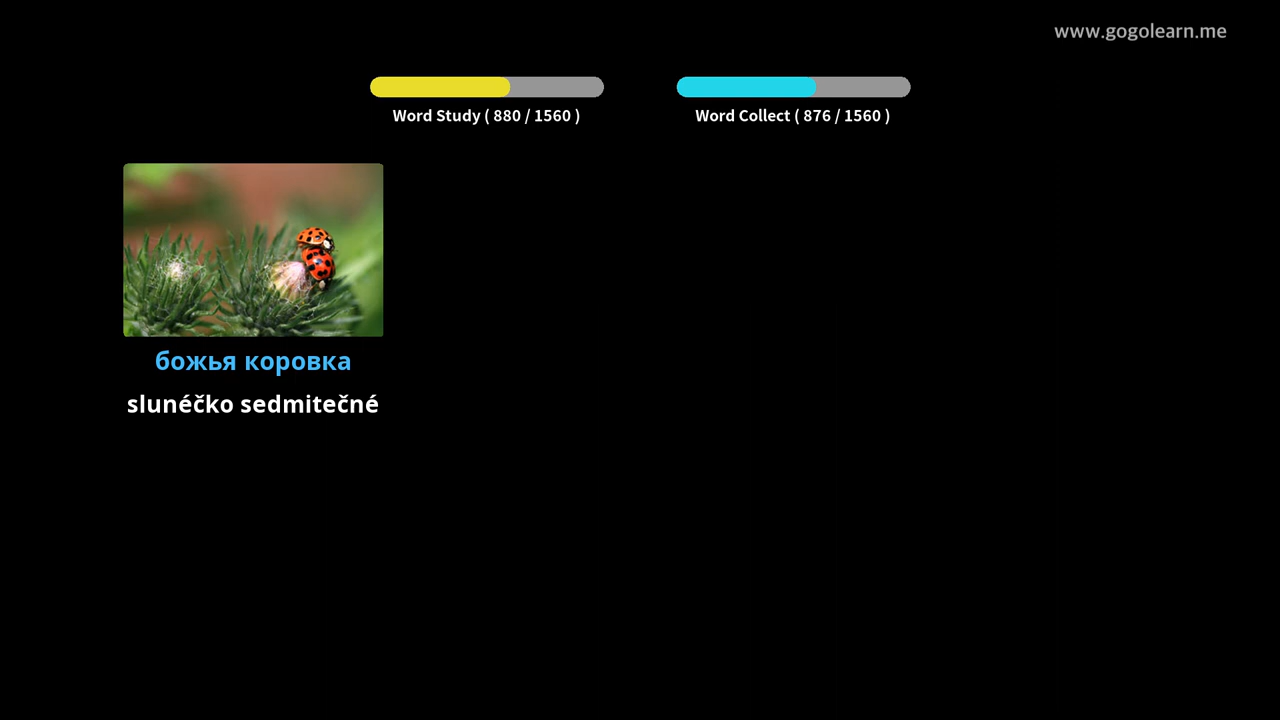 www.gogolearn.me
Word Study ( 880 / 1560 )
Word Collect ( 876 / 1560 )
божья коровка
slunéčko sedmitečné